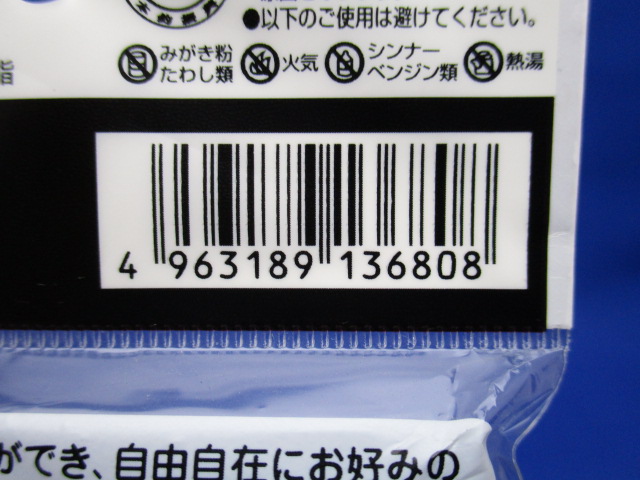 ●以下のご使用は避けてください。
みがき粉
たわし類
火気
シンナー
ベンジン類
熱湯
4 963189 136808
ができ、自由自在にお好みの